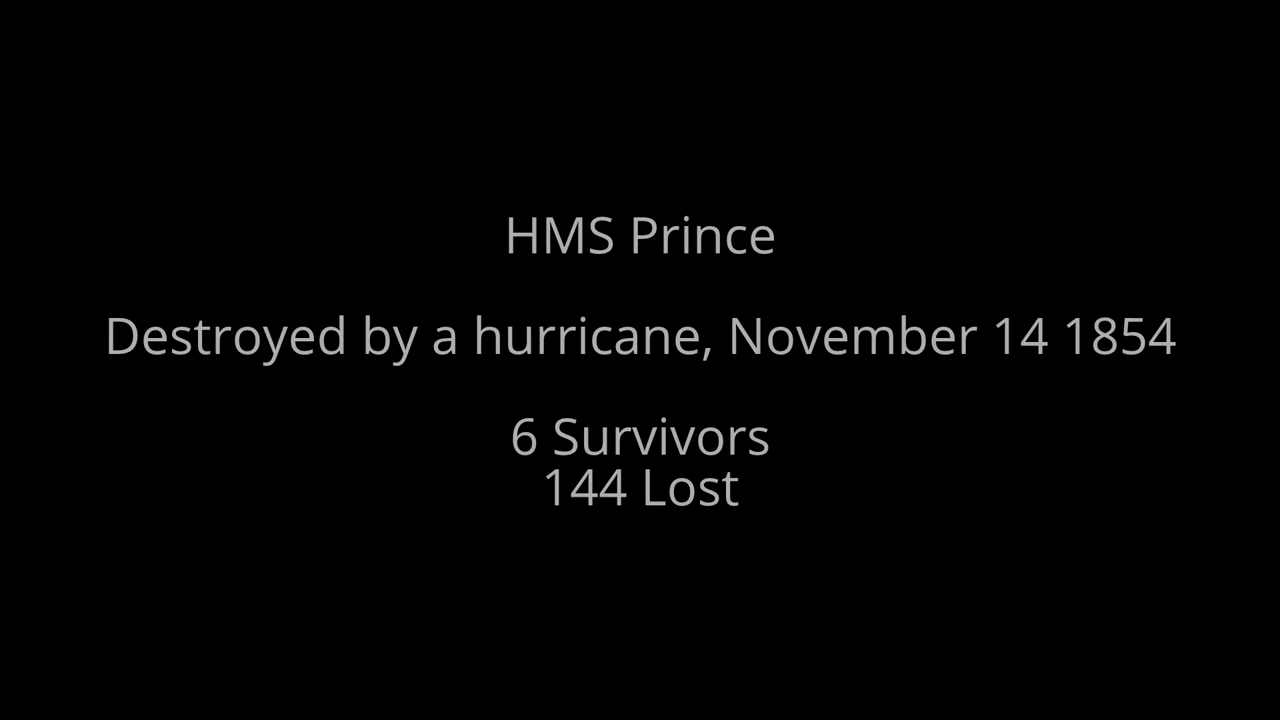 HMS Prince
Destroyed by a hurricane, November 14 1854
6 Survivors
144 Lost